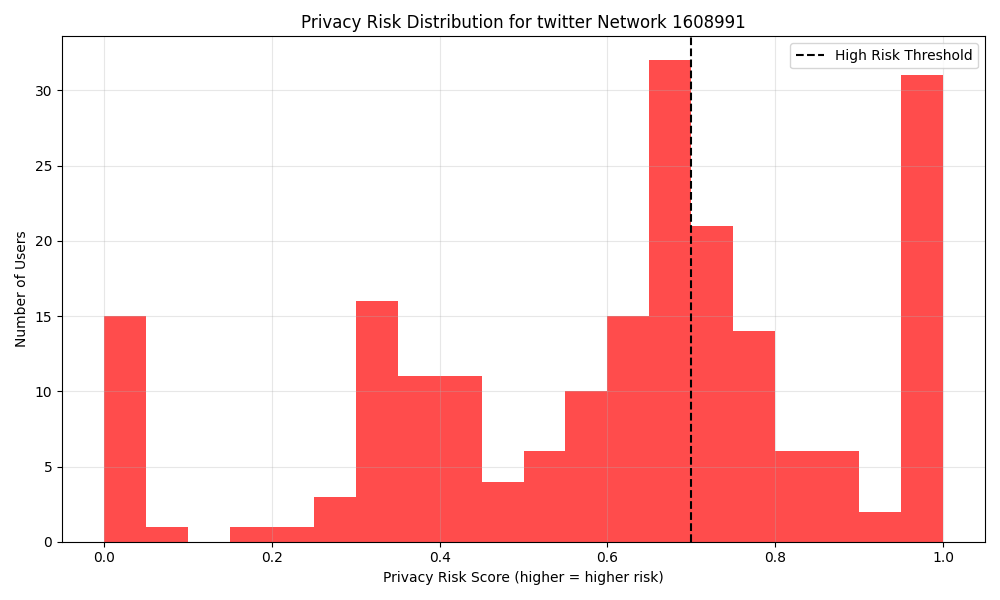 Privacy Risk Distribution for twitter Network 1608991
High Risk Threshold
Number of Users
30
25
20
15
10
5
0
0.0 0.2 0.4 0.6 0.8 1.0
Privacy Risk Score (higher = higher risk)